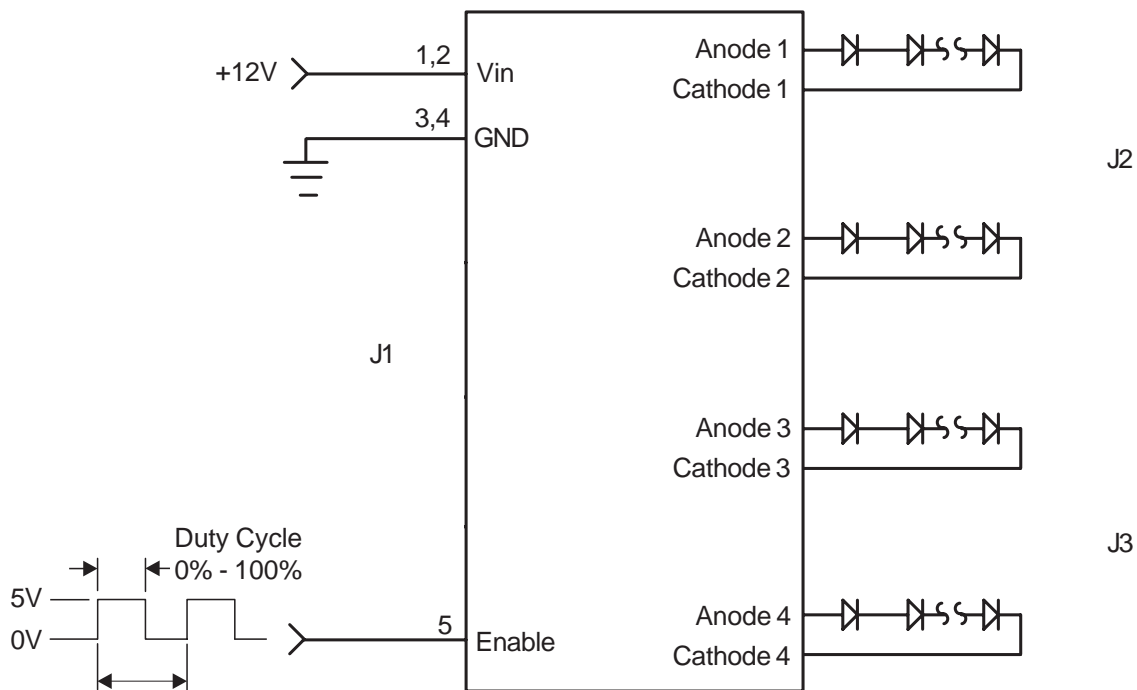 +12V
1,2
Vin
3,4
GND
J1
Duty Cycle
0% - 100%
5V
0V
5
Enable
Anode 1
Cathode 1
J2
Anode 2
Cathode 2
Anode 3
Cathode 3
J3
Anode 4
Cathode 4